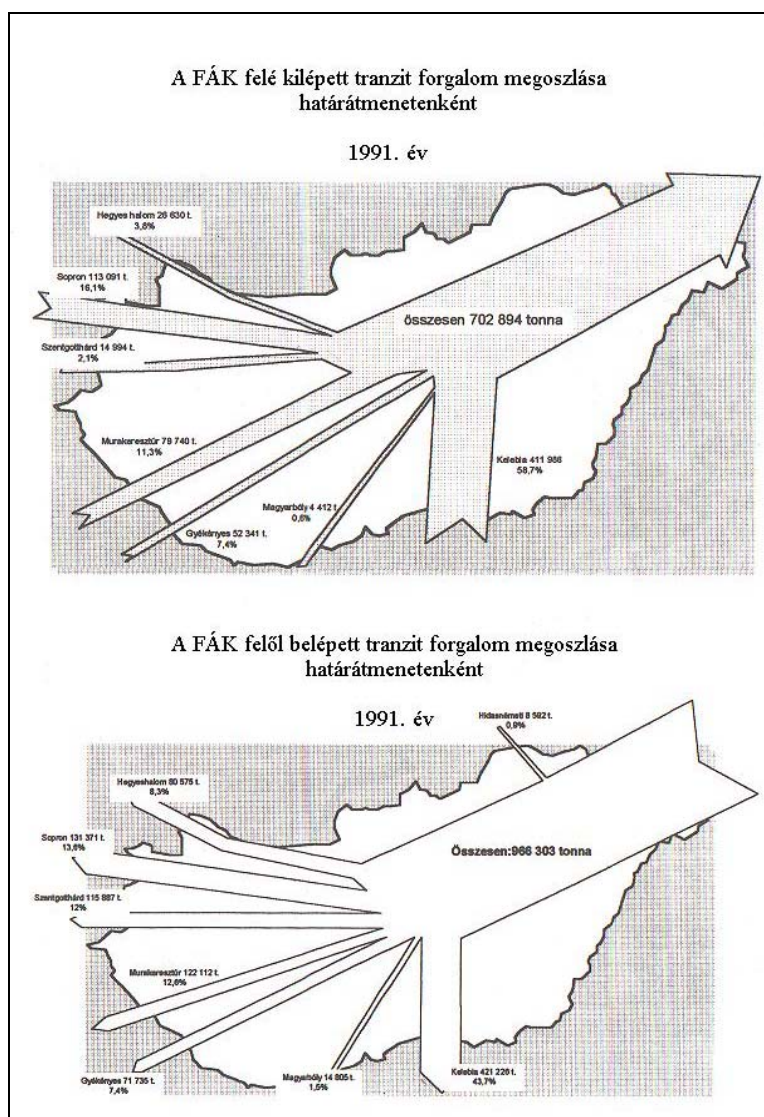 A FÁK felé kilépett tranzit forgalom megoszlása
határátmenetenként
1991. év
Hegyeshalom 26 630 t.
3,8%
Sopron 113 091 t.
16,1%
Szentgotthárd 14 994 t.
2,1%
összesen 702 894 tonna
Murakeresztúr 79 740 t.
11,3%
Gyékényes 52 341 t.
7,4%
Magyarbóly 4 412 t.
0,6%
Kelebia 411 986
58,7%
A FÁK felől belépett tranzit forgalom megoszlása
határátmenetenként
1991. év
Hidasnémeti 8 592 t.
0,9%
Hegyeshalom 80 575 t.
8,3%
Sopron 131 371 t.
13,6%
Szentgotthárd 115 887 t.
12%
Összesen:966 303 tonna
Murakeresztúr 122 112 t.
12,6%
Gyékényes 71 735 t.
7,4%
Magyarbóly 14 805 t.
1,5%
Kelebia 421 226 t.
43,7%